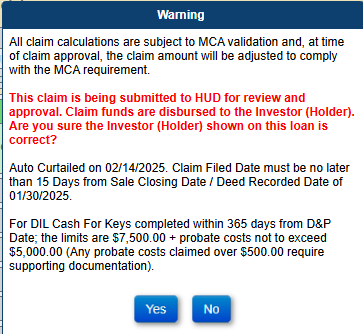 Warning
All claim calculations are subject to MCA validation and, at time
of claim approval, the claim amount will be adjusted to comply
with the MCA requirement.
This claim is being submitted to HUD for review and
approval. Claim funds are disbursed to the Investor (Holder).
Are you sure the Investor (Holder) shown on this loan is
correct?
Auto Curtailed on 02/14/2025. Claim Filed Date must be no later
than 15 Days from Sale Closing Date / Deed Recorded Date of
01/30/2025.
For DIL Cash For Keys completed within 365 days from D&P
Date; the limits are $7,500.00 + probate costs not to exceed
$5,000.00 (Any probate costs claimed over $500.00 require
supporting documentation).
Yes No